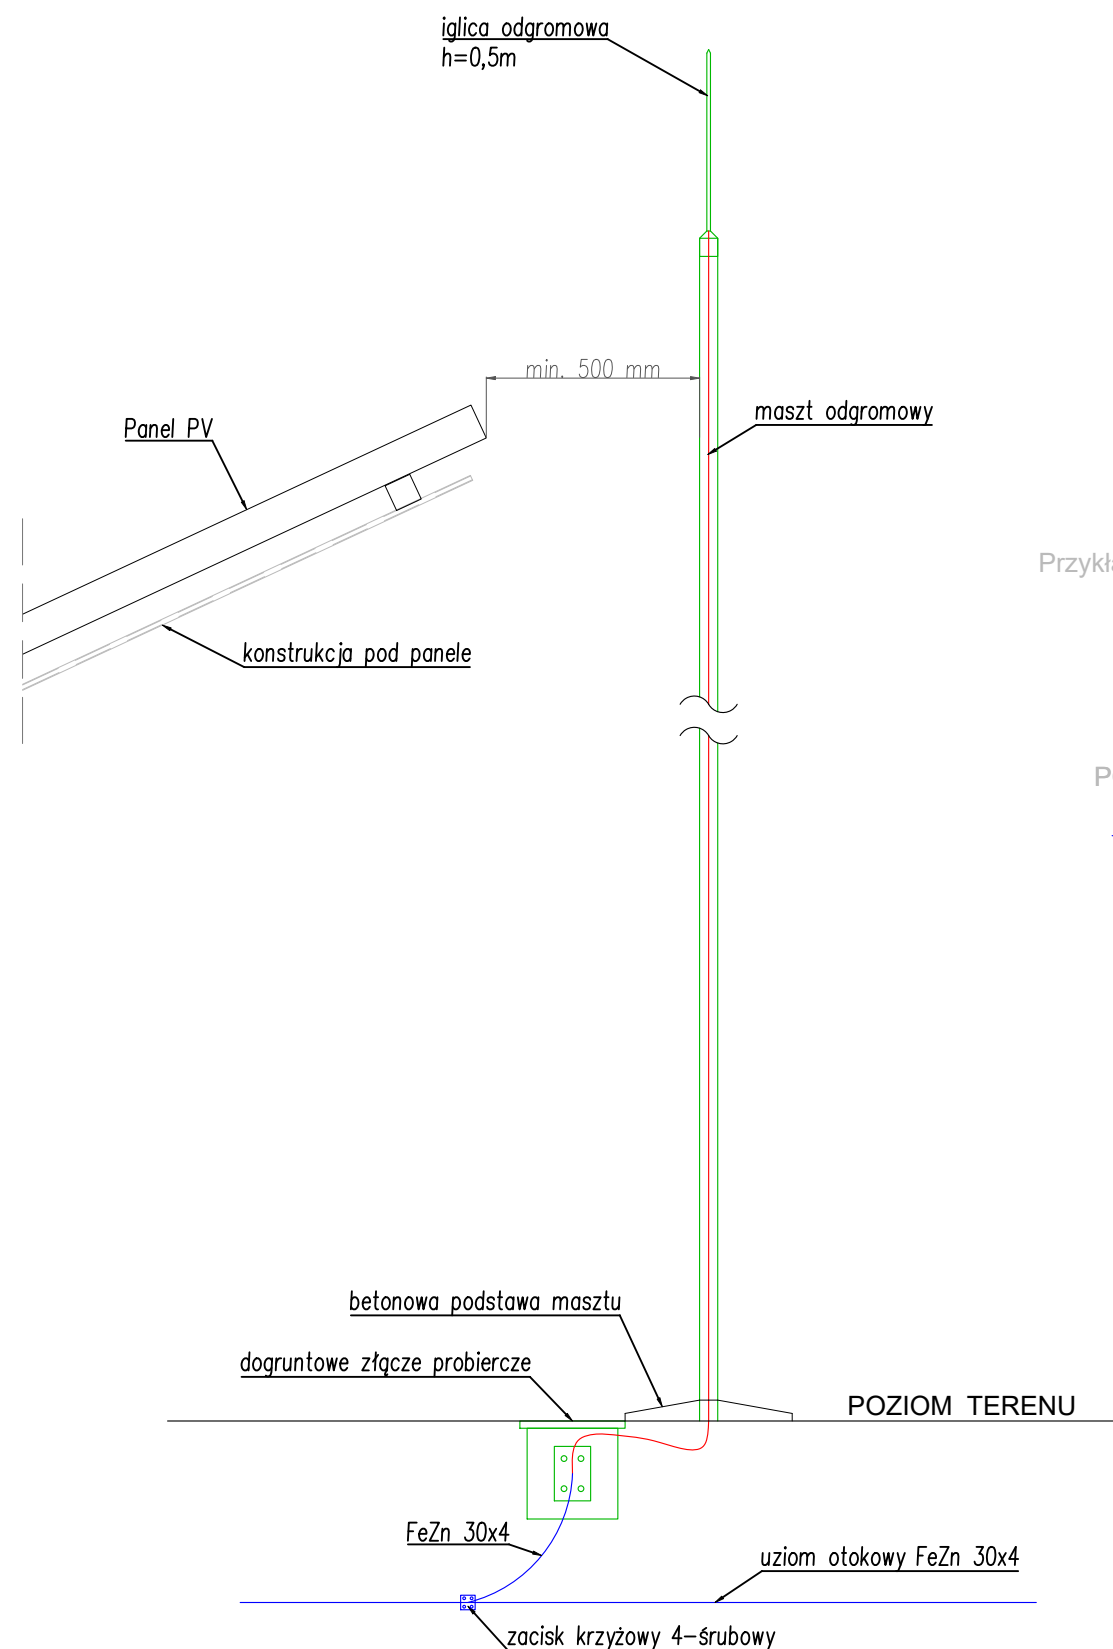 iglica odgromowa
h=0,5m
min. 500 mm
maszt odgromowy
Panel PV
konstrukcja pod panele
betonowa podstawa masztu
dogruntowe złącze probiercze
POZIOM TERENU
FeZn 30x4
uziom otokowy FeZn 30x4
zacisk krzyżowy 4-śrubowy